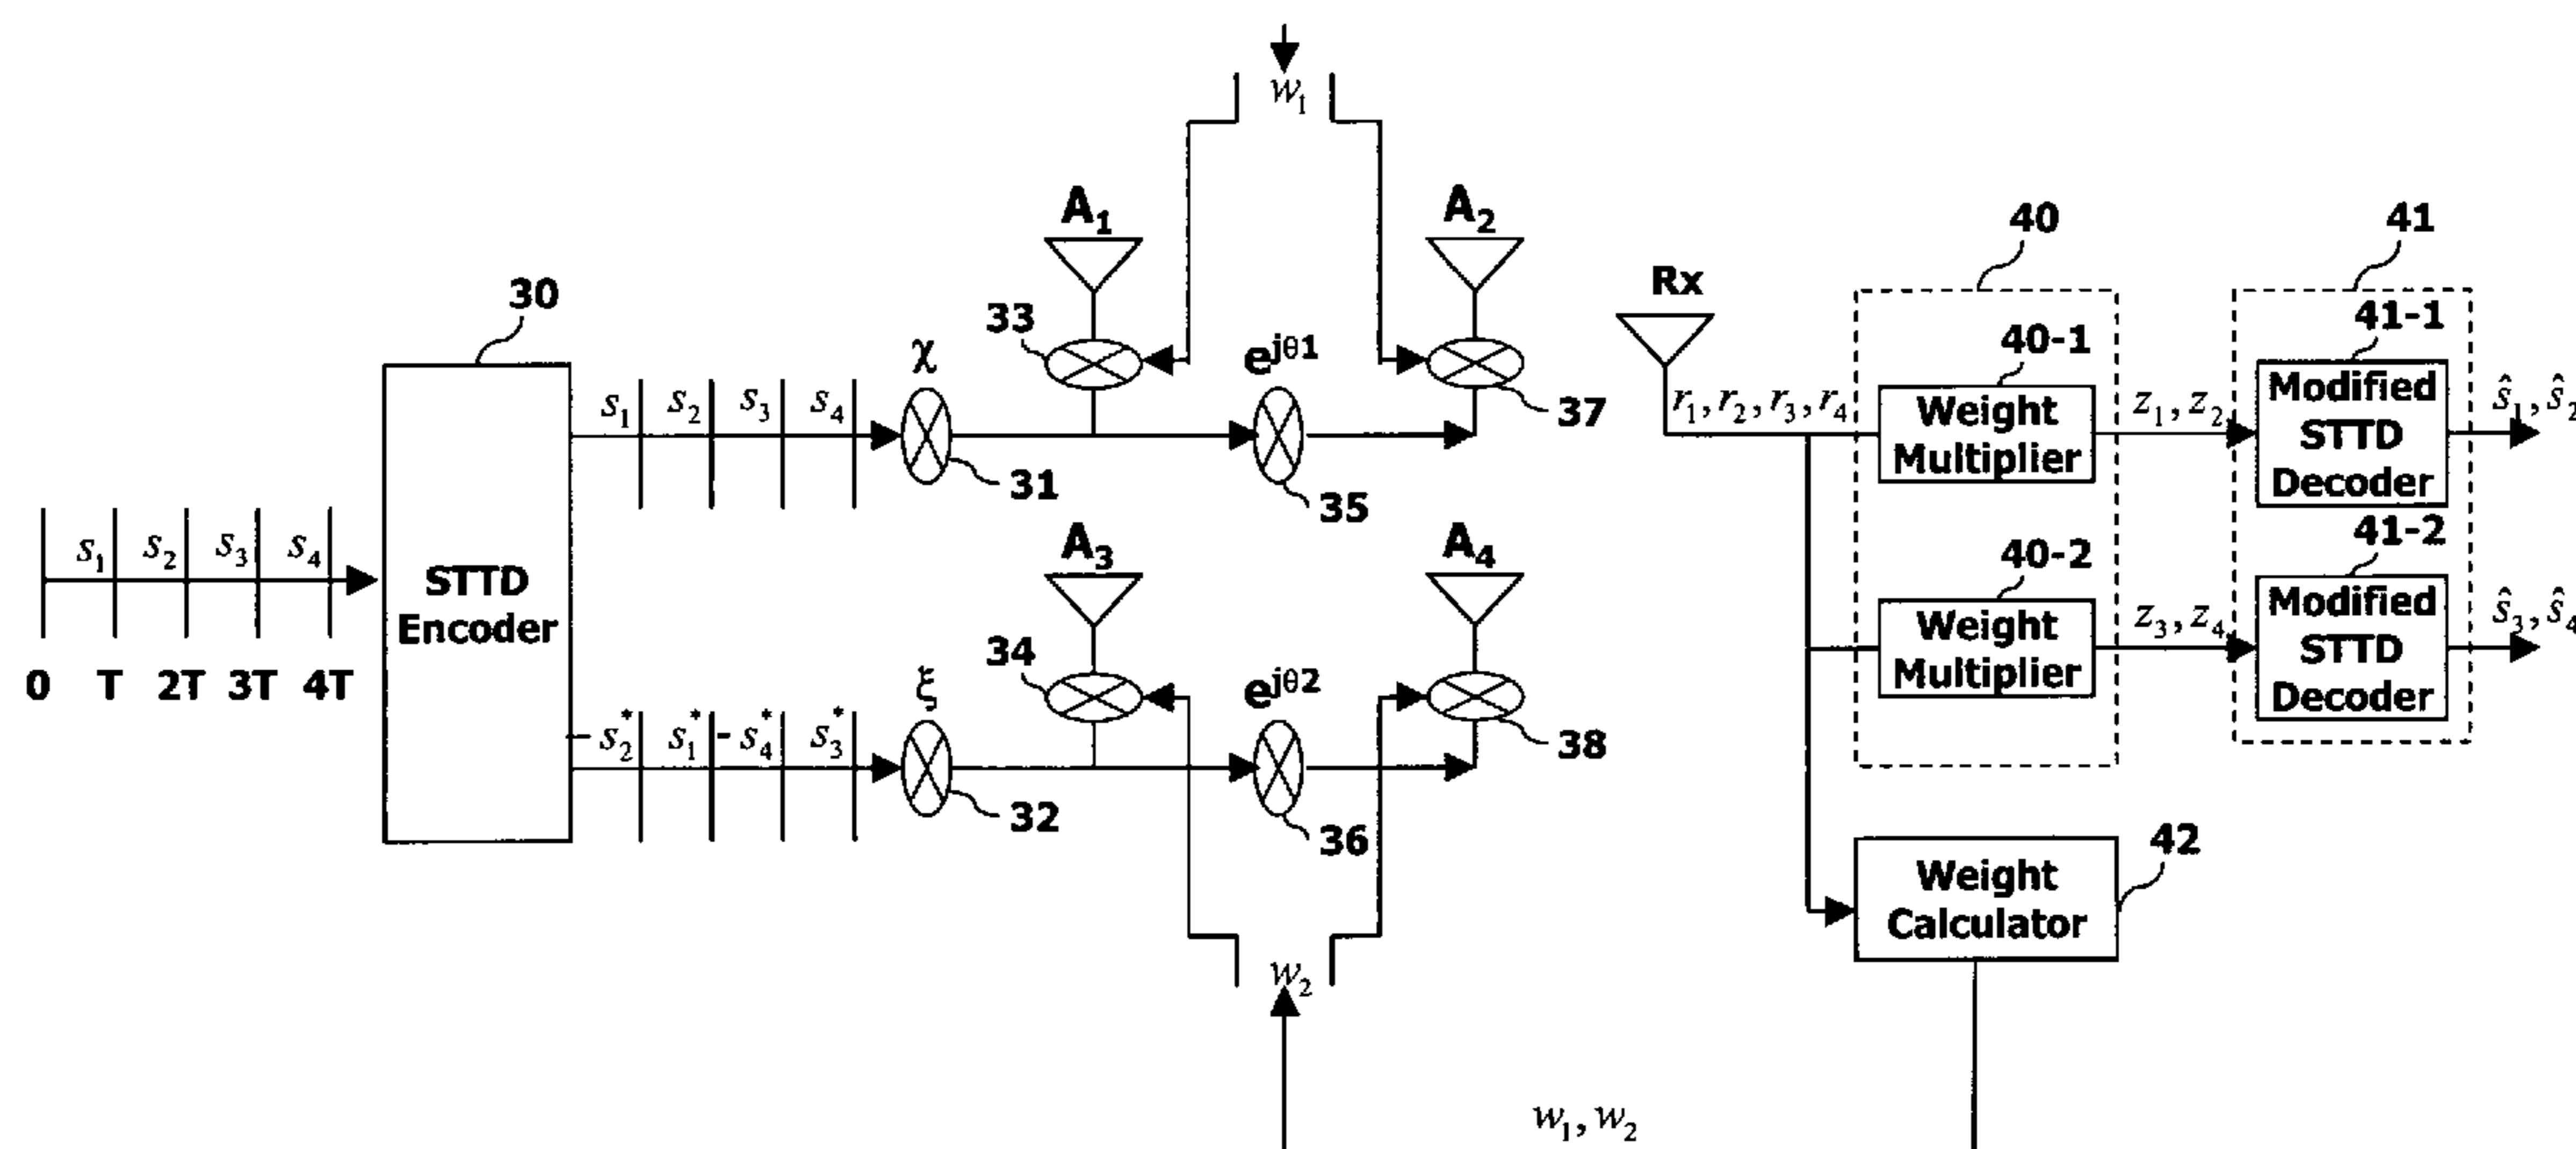 w₁
A₁
A₂
40
41
30
Rx
33
χ
e^jθ1
37
40-1
41-1
s₁ s₂ s₃ s₄
31
35
r₁, r₂, r₃, r₄
Weight
Multiplier
z₁, z₂
Modified
STTD
Decoder
ŝ₁, ŝ₂
s₁ s₂ s₃ s₄
0 T 2T 3T 4T
STTD
Encoder
A₃
A₄
40-2
41-2
34
ξ
e^jθ2
38
-s₂* s₁* -s₄* s₃*
32
36
Weight
Multiplier
z₃, z₄
Modified
STTD
Decoder
ŝ₃, ŝ₄
42
Weight
Calculator
w₂
w₁, w₂